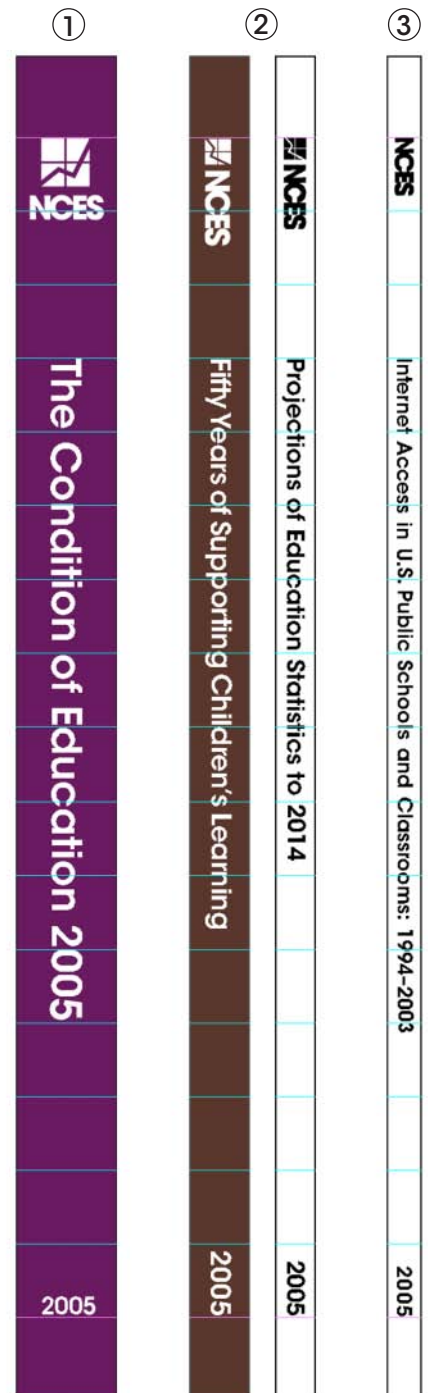 1
2
3
NCES
The Condition of Education 2005
2005
NCES
Fifty Years of Supporting Children's Learning
2005
NCES
Projections of Education Statistics to 2014
2005
NCES
Internet Access in U.S. Public Schools and Classrooms: 1994–2003
2005